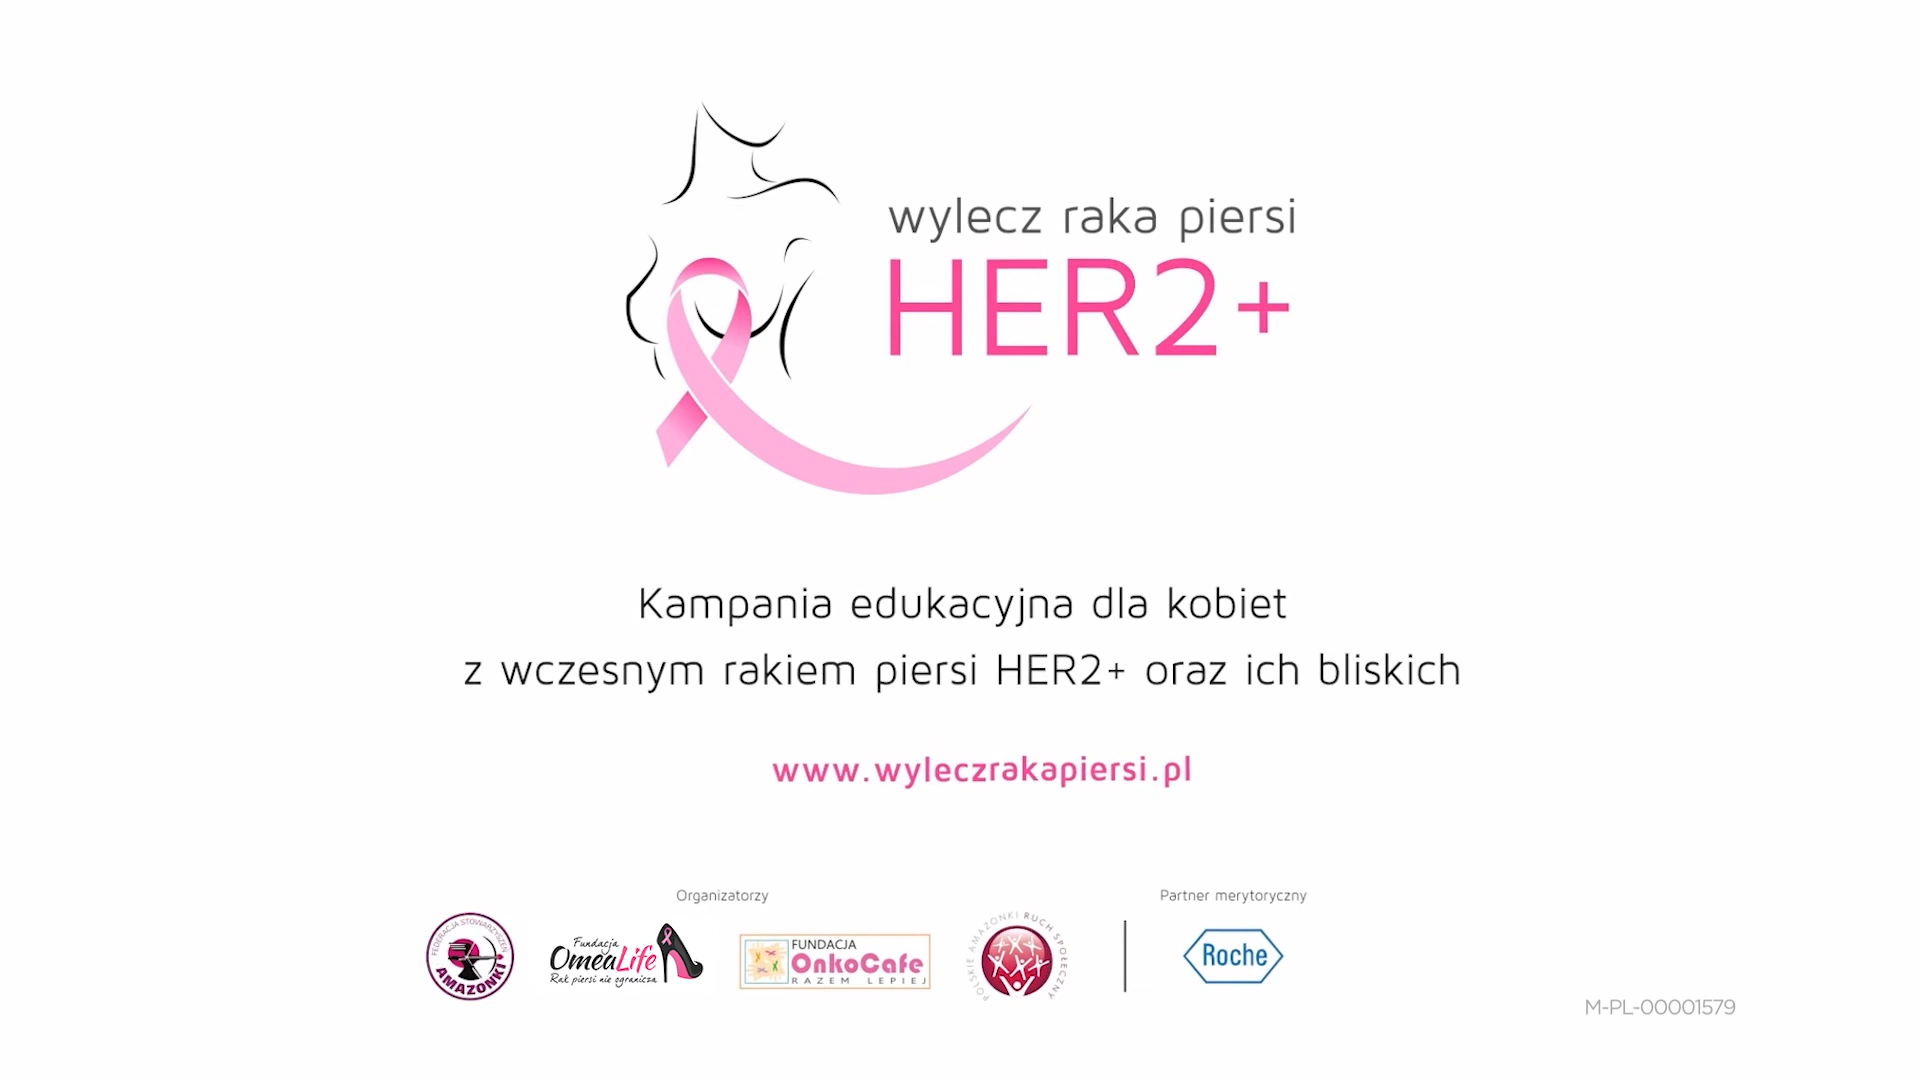 wylecz raka piersi
HER2+
Kampania edukacyjna dla kobiet
z wczesnym rakiem piersi HER2+ oraz ich bliskich
www.wyleczrakapiersi.pl
Organizatorzy
Partner merytoryczny
FEDERACJA STOWARZYSZEŃ
AMAZONKI
Fundacja
OmeaLife
Rak piersi nie ogranicza
FUNDACJA
OnkoCafe
RAZEM LEPIEJ
POLSKIE AMAZONKI RUCH SPOŁECZNY
Roche
M-PL-00001579